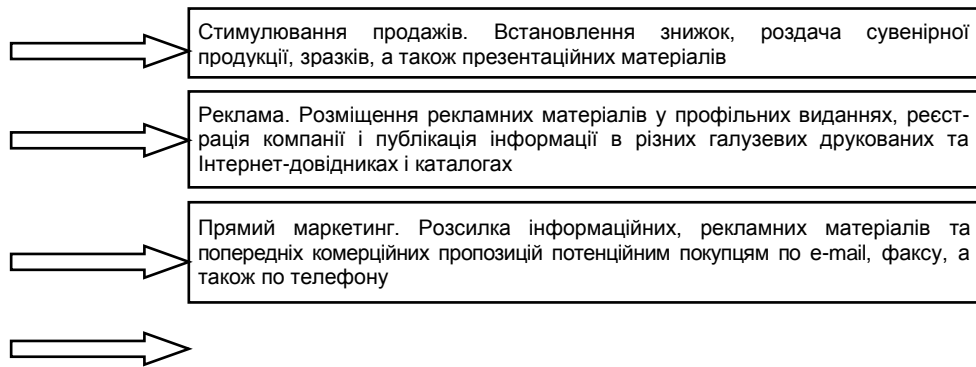 Стимулювання продажів. Встановлення знижок, роздача сувенірної
продукції, зразків, а також презентаційних матеріалів
Реклама. Розміщення рекламних матеріалів у профільних виданнях, реєст-
рація компанії і публікація інформації в різних галузевих друкованих та
Інтернет-довідниках і каталогах
Прямий маркетинг. Розсилка інформаційних, рекламних матеріалів та
попередніх комерційних пропозицій потенційним покупцям по e-mail, факсу, а
також по телефону